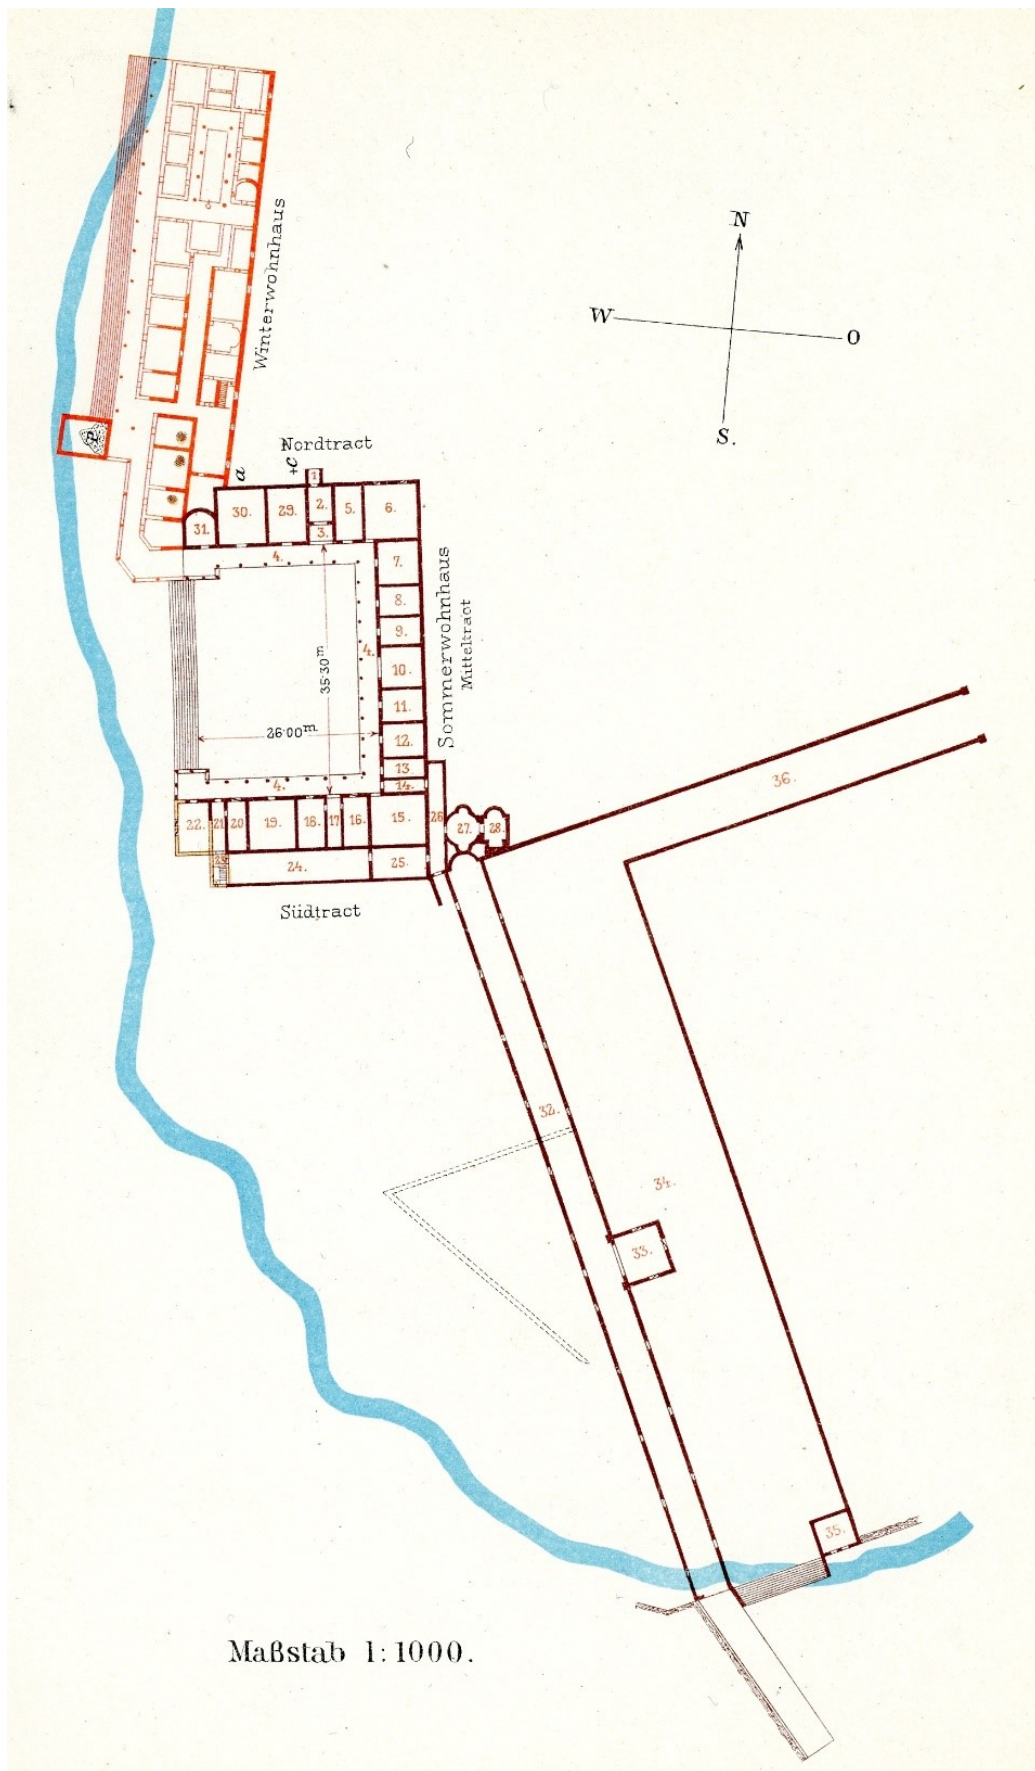 N
W
O
S.
Winterwohnhaus
P
Nordtract
a
+c
1
30.
29.
2.
5.
6.
31.
3.
4.
7.
8.
9.
4.
10.
11.
12.
13.
14.
35·30m
26·00m
Sommerwohnhaus
Mitteltract
4.
22.
21
20
19.
18.
17
16.
15.
26
27.
28.
23
24.
25.
Südtract
36.
32.
34.
33.
35.
Maßstab 1:1000.